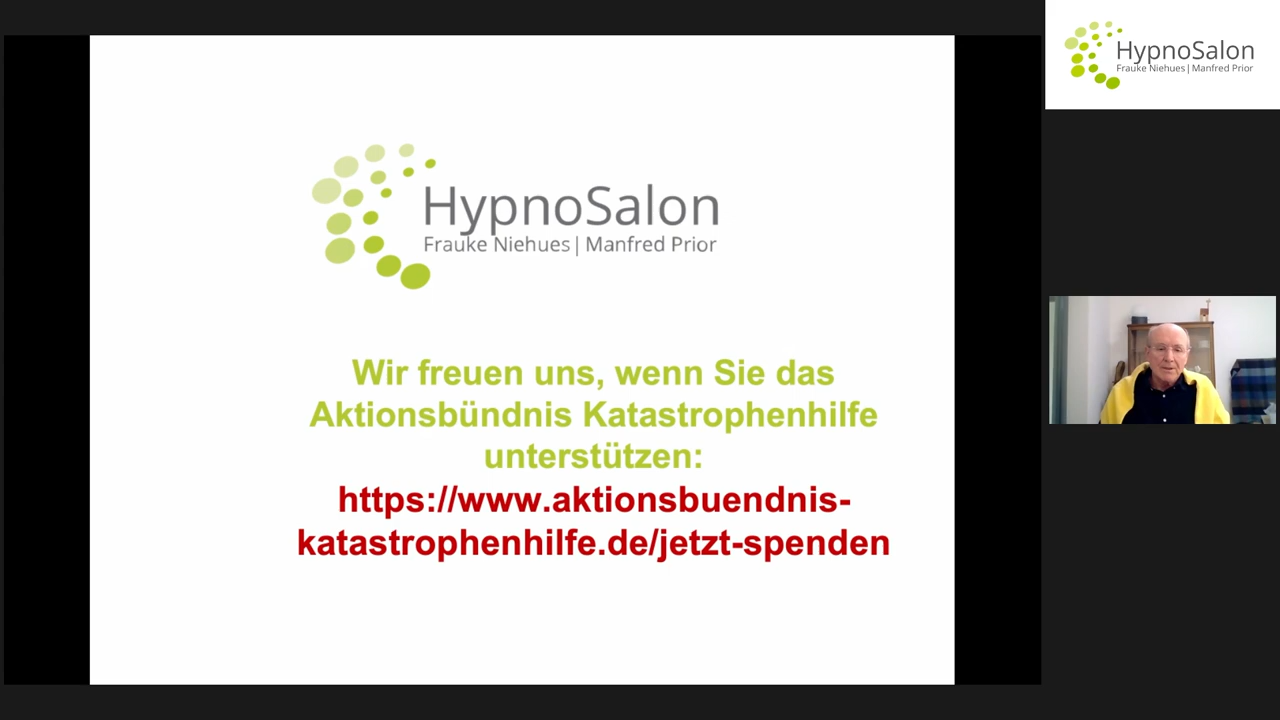 HypnoSalon
Frauke Niehues | Manfred Prior
Wir freuen uns, wenn Sie das
Aktionsbündnis Katastrophenhilfe
unterstützen:
https://www.aktionsbuendnis-
katastrophenhilfe.de/jetzt-spenden
HypnoSalon
Frauke Niehues | Manfred Prior